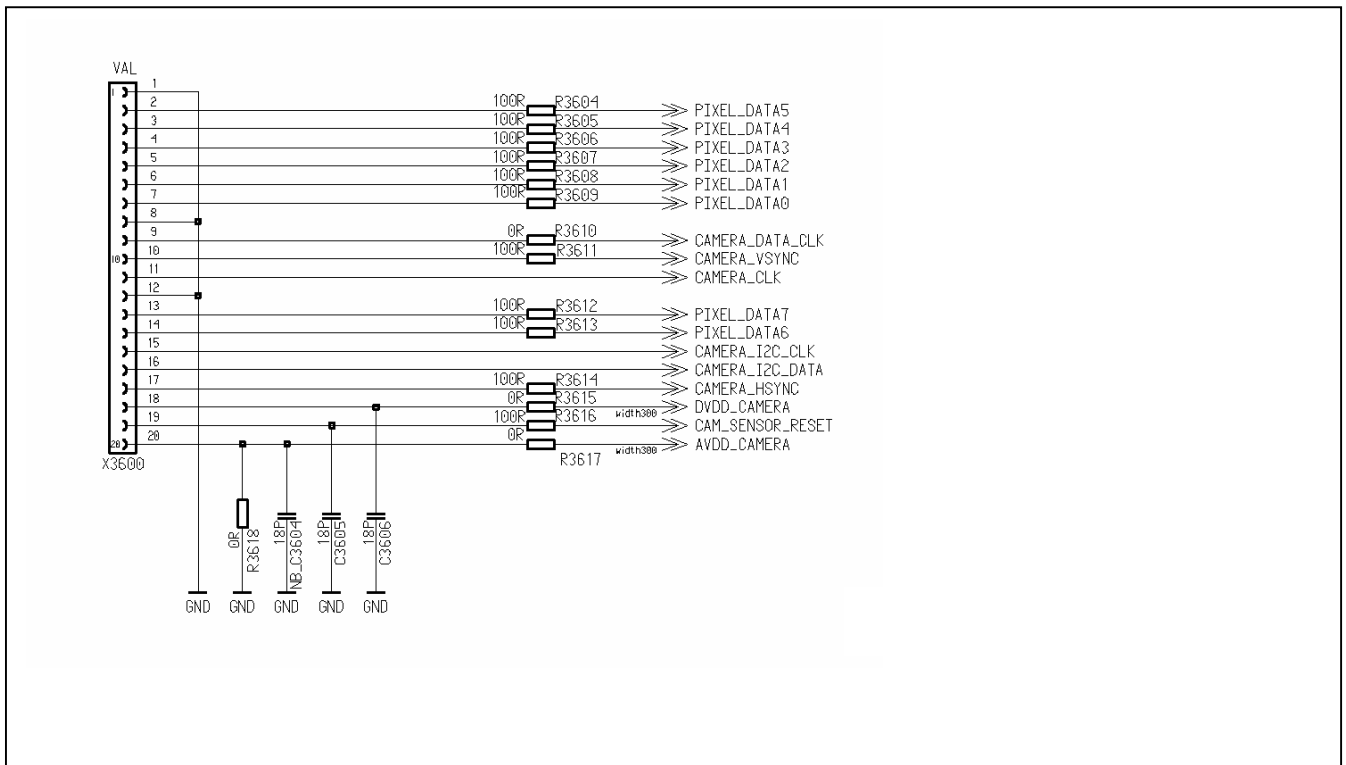 VAL
1
1
2 100R R3604 PIXEL_DATA5
3 100R R3605 PIXEL_DATA4
4 100R R3606 PIXEL_DATA3
5 100R R3607 PIXEL_DATA2
6 100R R3608 PIXEL_DATA1
7 100R R3609 PIXEL_DATA0
8
9 0R R3610 CAMERA_DATA_CLK
10 10 100R R3611 CAMERA_VSYNC
11 CAMERA_CLK
12
13 100R R3612 PIXEL_DATA7
14 100R R3613 PIXEL_DATA6
15 CAMERA_I2C_CLK
16 CAMERA_I2C_DATA
17 100R R3614 CAMERA_HSYNC
18 0R R3615 width300 DVDD_CAMERA
19 100R R3616 CAM_SENSOR_RESET
20 20 0R R3617 width300 AVDD_CAMERA
X3600
0R R3618
18P NB_C3604
18P C3605
18P C3606
GND GND GND GND GND